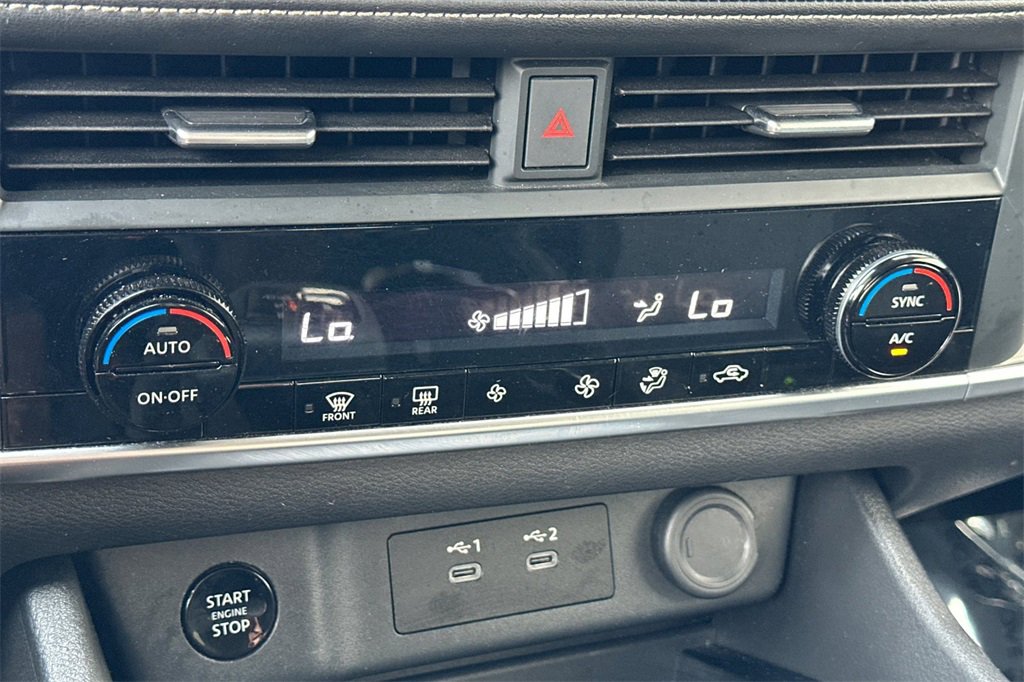 SYNC
Lo
Lo
AUTO
A/C
ON·OFF
FRONT
REAR
1
2
START
ENGINE
STOP